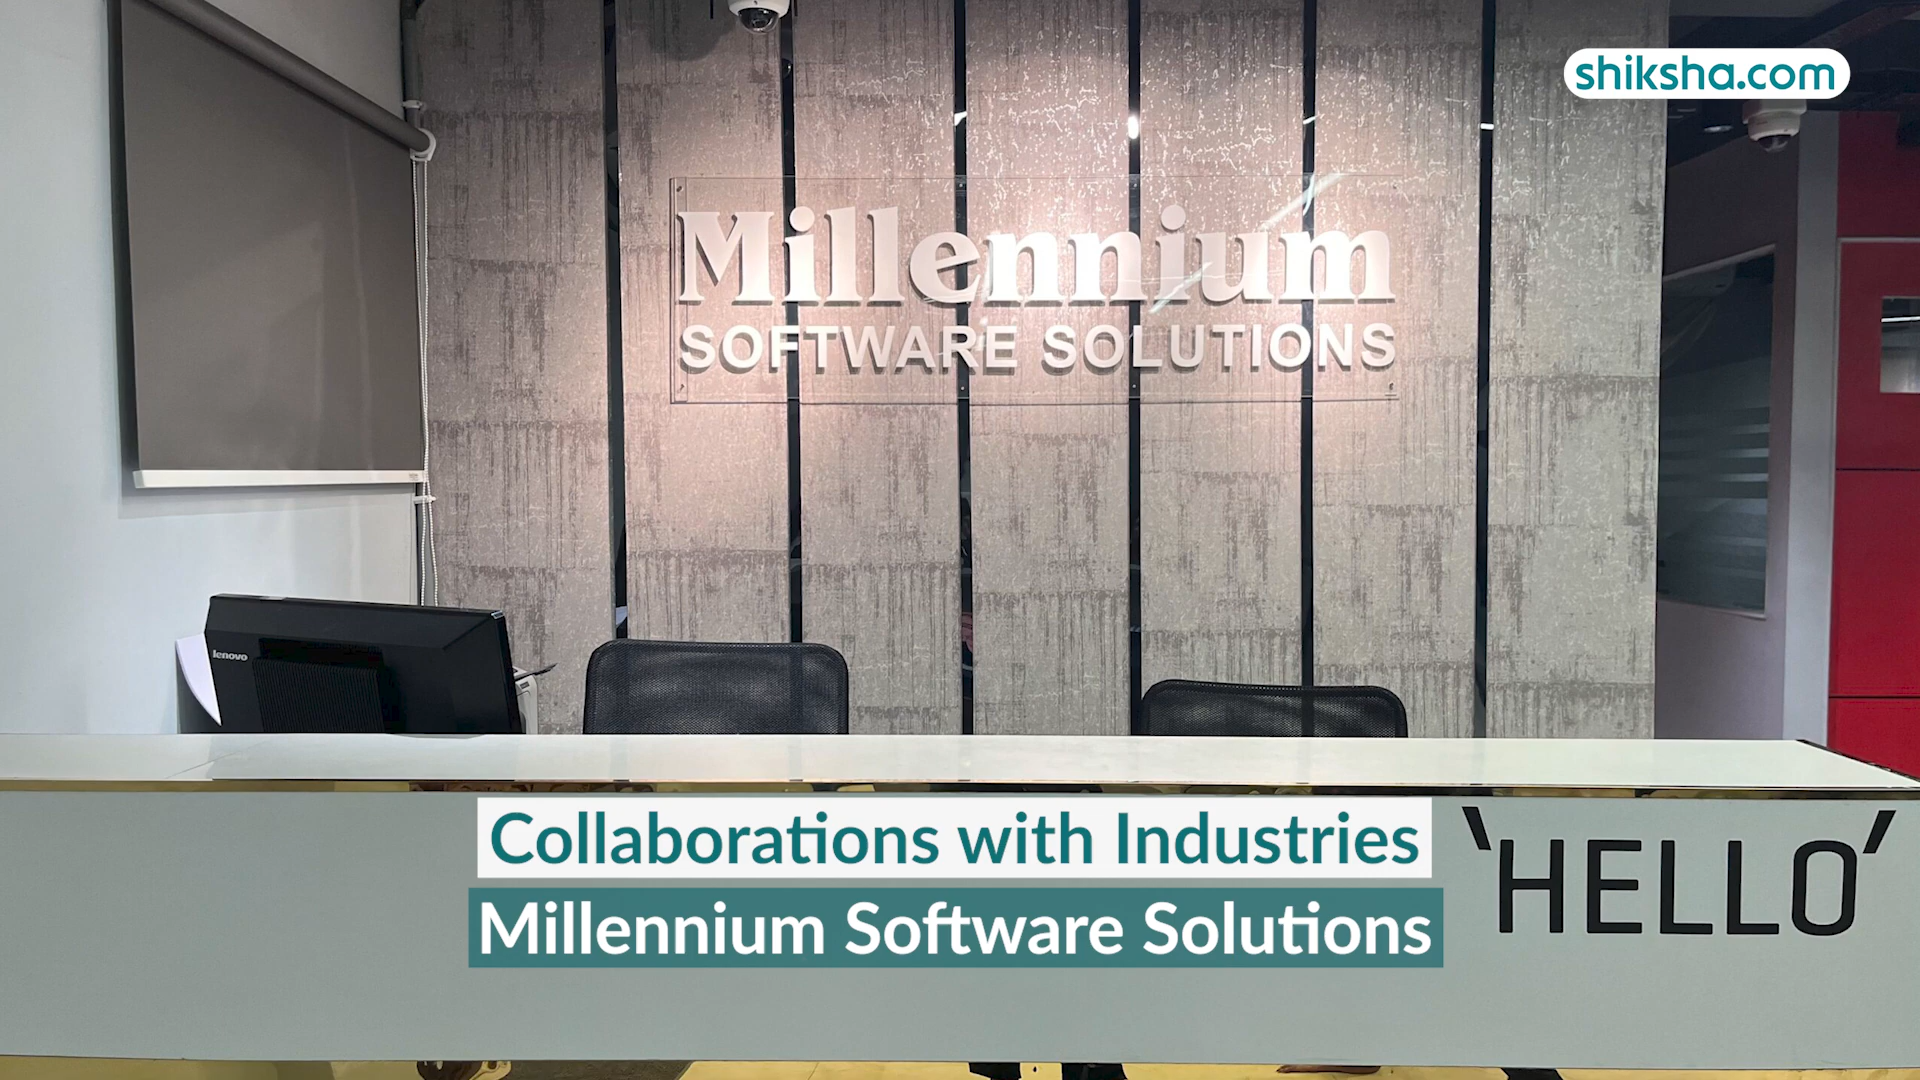 shiksha.com
Millennium
SOFTWARE SOLUTIONS
lenovo
Collaborations with Industries
Millennium Software Solutions
'HELLO'